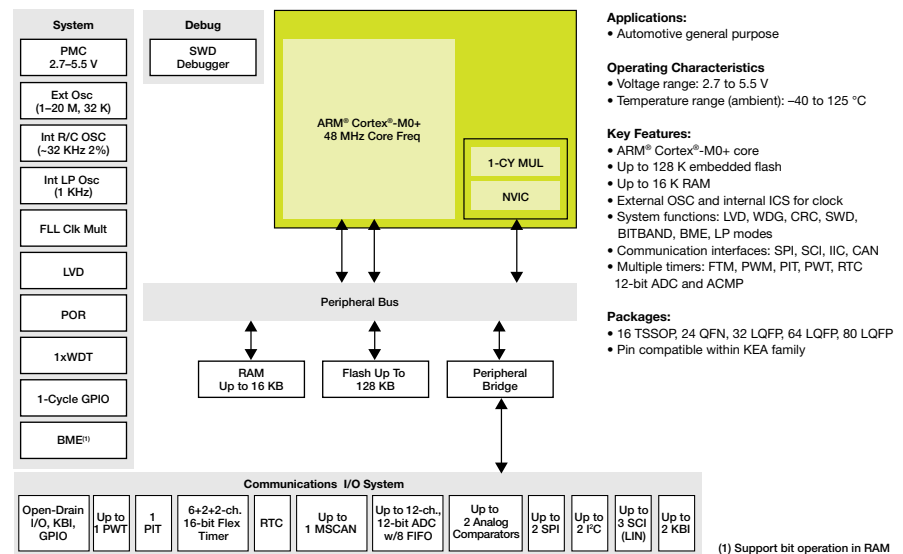 System
PMC
2.7–5.5 V
Ext Osc
(1–20 M, 32 K)
Int R/C OSC
(~32 KHz 2%)
Int LP Osc
(1 KHz)
FLL Clk Mult
LVD
POR
1xWDT
1-Cycle GPIO
BME(1)
Debug
SWD
Debugger
ARM® Cortex®-M0+
48 MHz Core Freq
1-CY MUL
NVIC
Peripheral Bus
RAM
Up to 16 KB
Flash Up To
128 KB
Peripheral
Bridge
Communications I/O System
Open-Drain
I/O, KBI,
GPIO
Up to
1 PWT
1
PIT
6+2+2-ch.
16-bit Flex
Timer
RTC
Up to
1 MSCAN
Up to 12-ch.,
12-bit ADC
w/8 FIFO
Up to
2 Analog
Comparators
Up to
2 SPI
Up to
2 I²C
Up to
3 SCI
(LIN)
Up to
2 KBI
Applications:
• Automotive general purpose
Operating Characteristics
• Voltage range: 2.7 to 5.5 V
• Temperature range (ambient): –40 to 125 °C
Key Features:
• ARM® Cortex®-M0+ core
• Up to 128 K embedded flash
• Up to 16 K RAM
• External OSC and internal ICS for clock
• System functions: LVD, WDG, CRC, SWD,
BITBAND, BME, LP modes
• Communication interfaces: SPI, SCI, IIC, CAN
• Multiple timers: FTM, PWM, PIT, PWT, RTC
12-bit ADC and ACMP
Packages:
• 16 TSSOP, 24 QFN, 32 LQFP, 64 LQFP, 80 LQFP
• Pin compatible within KEA family
(1) Support bit operation in RAM